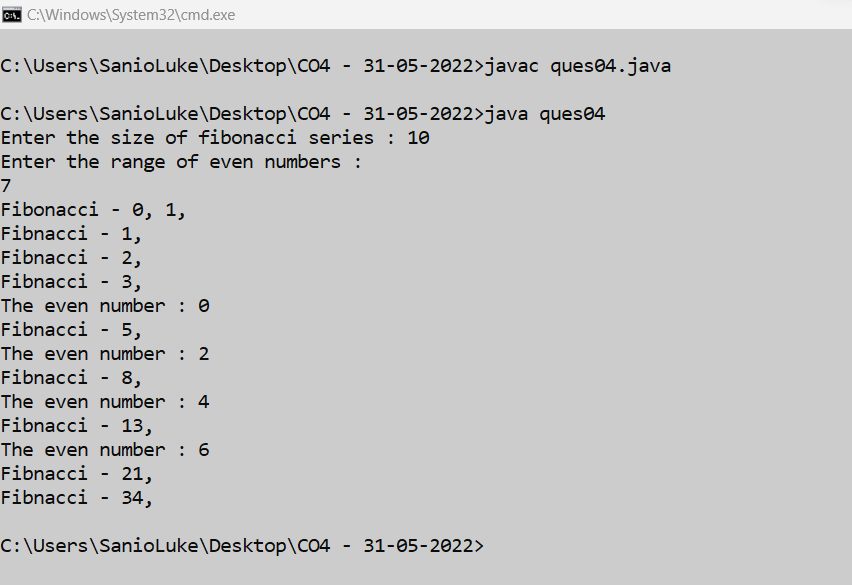 C:\Windows\System32\cmd.exe
C:\Users\SanioLuke\Desktop\CO4 - 31-05-2022>javac ques04.java
C:\Users\SanioLuke\Desktop\CO4 - 31-05-2022>java ques04
Enter the size of fibonacci series : 10
Enter the range of even numbers :
7
Fibonacci - 0, 1,
Fibnacci - 1,
Fibnacci - 2,
Fibnacci - 3,
The even number : 0
Fibnacci - 5,
The even number : 2
Fibnacci - 8,
The even number : 4
Fibnacci - 13,
The even number : 6
Fibnacci - 21,
Fibnacci - 34,
C:\Users\SanioLuke\Desktop\CO4 - 31-05-2022>